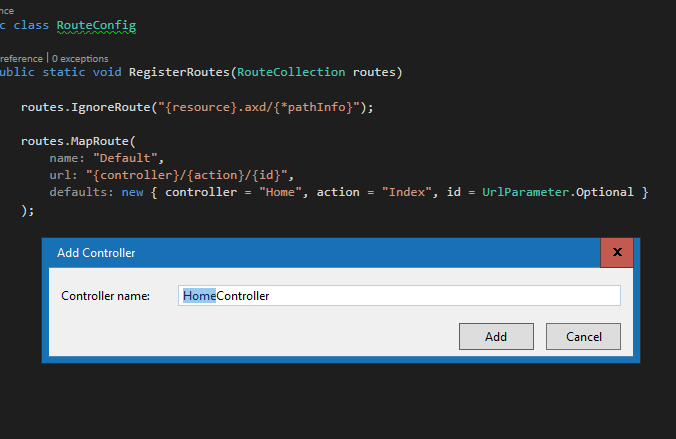 nce
c class RouteConfig
reference | 0 exceptions
ublic static void RegisterRoutes(RouteCollection routes)
routes.IgnoreRoute("{resource}.axd/{*pathInfo}");
routes.MapRoute(
name: "Default",
url: "{controller}/{action}/{id}",
defaults: new { controller = "Home", action = "Index", id = UrlParameter.Optional }
);
Add Controller
x
Controller name: HomeController
Add Cancel